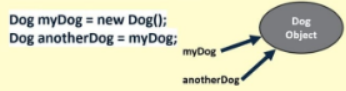 Dog myDog = new Dog();
Dog anotherDog = myDog;
Dog
Object
myDog
anotherDog